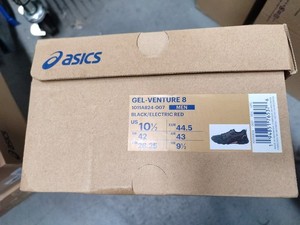 asics
GEL-VENTURE 8
1011A824-007 MEN
BLACK/ELECTRIC RED
US 10½ EUR 44.5
42 43
9½